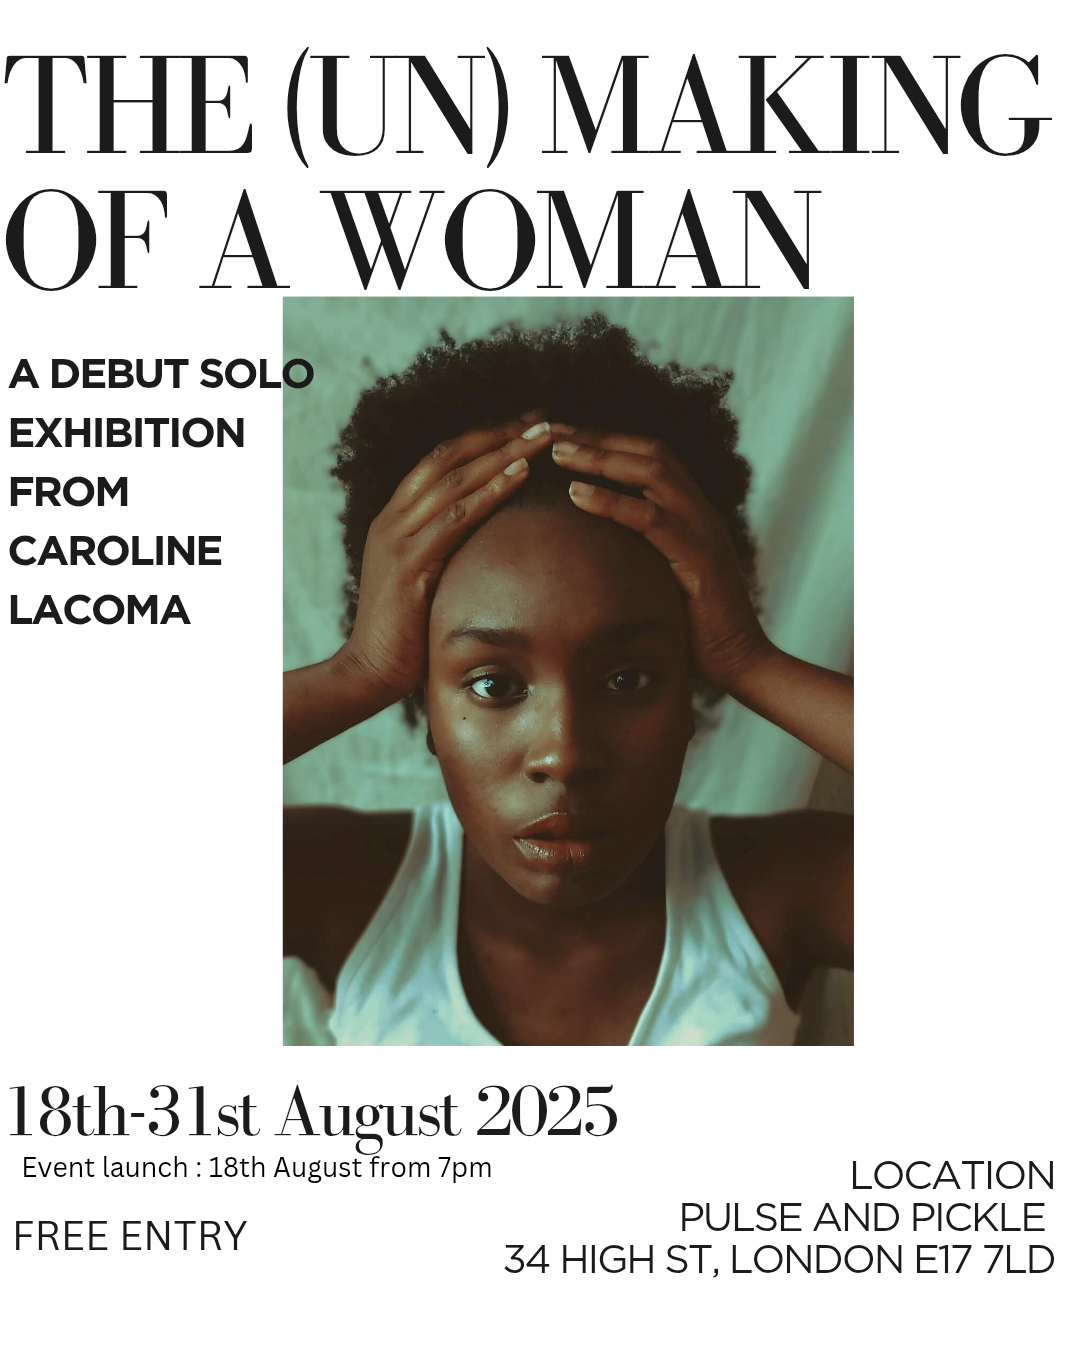 THE (UN) MAKING
OF A WOMAN
A DEBUT SOLO
EXHIBITION
FROM
CAROLINE
LACOMA
18th-31st August 2025
Event launch : 18th August from 7pm
FREE ENTRY
LOCATION
PULSE AND PICKLE
34 HIGH ST, LONDON E17 7LD